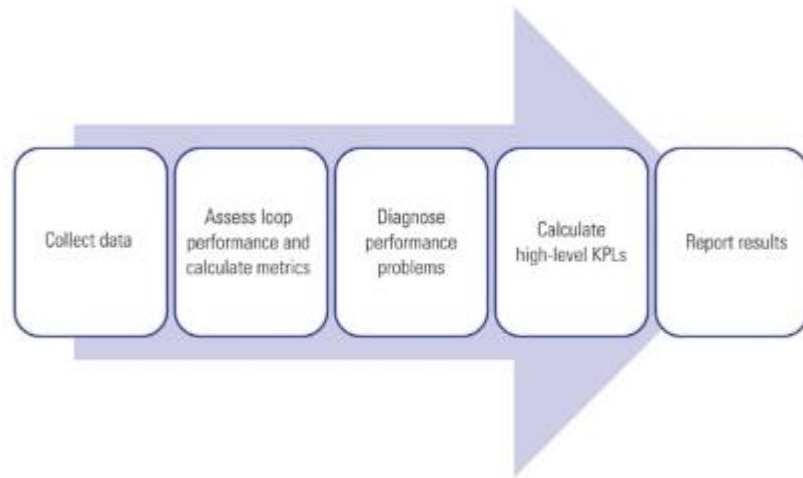 Collect data
Assess loop
performance and
calculate metrics
Diagnose
performance
problems
Calculate
high-level KPLs
Report results